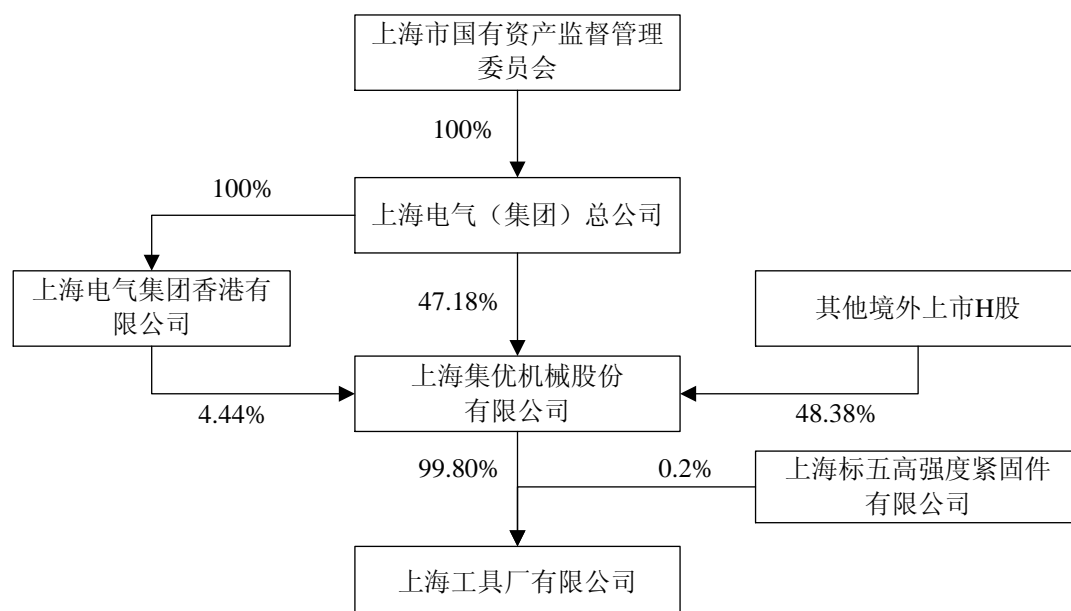 上海市国有资产监督管理
委员会
100%
100%
上海电气（集团）总公司
上海电气集团香港有
限公司
47.18%
其他境外上市H股
上海集优机械股份
有限公司
4.44%
48.38%
99.80%
0.2%
上海标五高强度紧固件
有限公司
上海工具厂有限公司